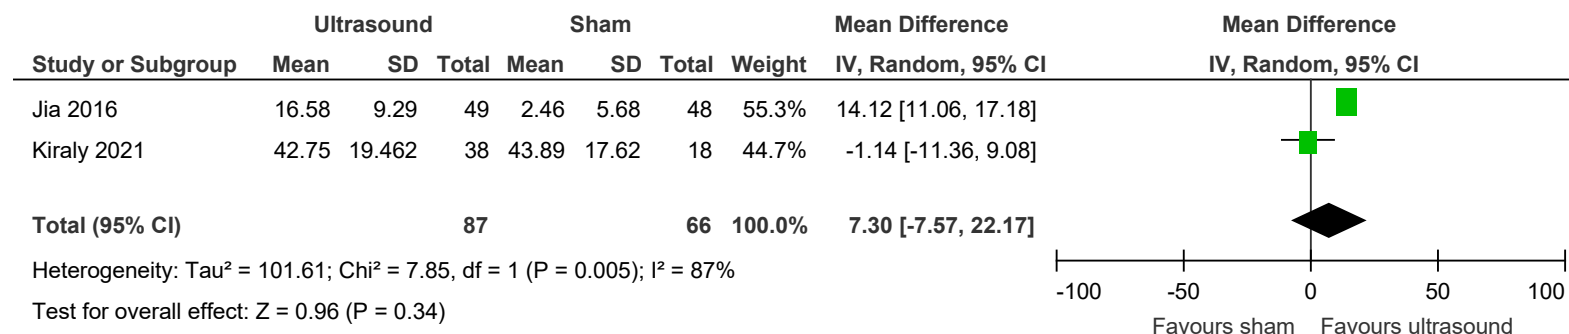 Ultrasound Sham Mean Difference Mean Difference
Study or Subgroup Mean SD Total Mean SD Total Weight IV, Random, 95% CI IV, Random, 95% CI
Jia 2016 16.58 9.29 49 2.46 5.68 48 55.3% 14.12 [11.06, 17.18]
Kiraly 2021 42.75 19.462 38 43.89 17.62 18 44.7% -1.14 [-11.36, 9.08]
Total (95% CI) 87 66 100.0% 7.30 [-7.57, 22.17]
Heterogeneity: Tau² = 101.61; Chi² = 7.85, df = 1 (P = 0.005); I² = 87%
Test for overall effect: Z = 0.96 (P = 0.34)
-100 -50 0 50 100
Favours sham Favours ultrasound